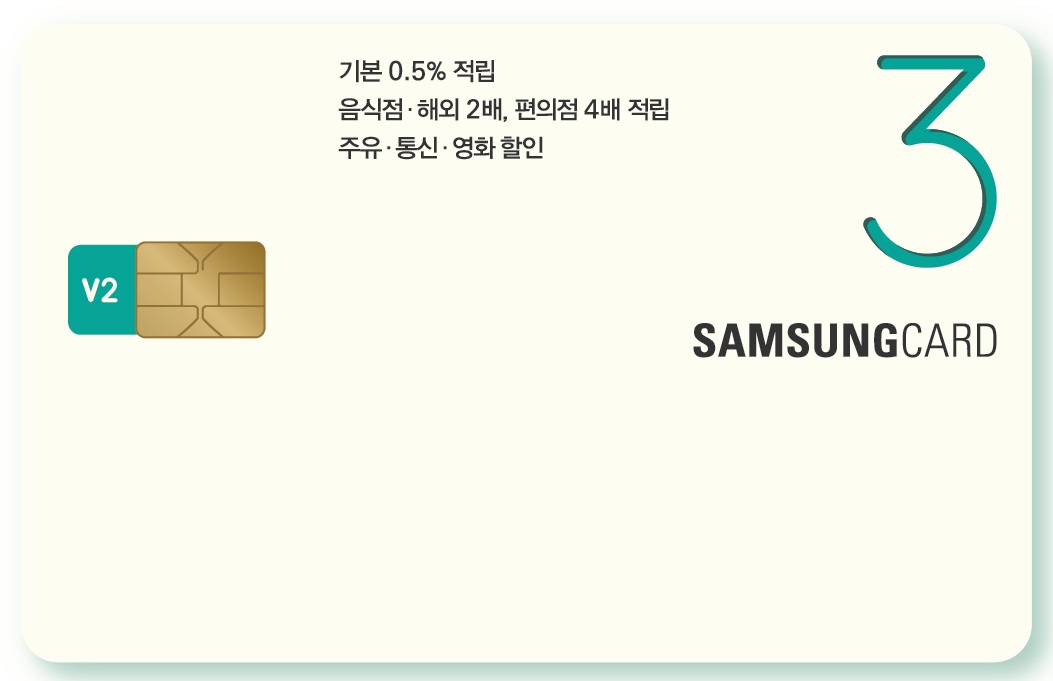 기본 0.5% 적립
음식점·해외 2배, 편의점 4배 적립
주유·통신·영화 할인
3
V2
SAMSUNGCARD